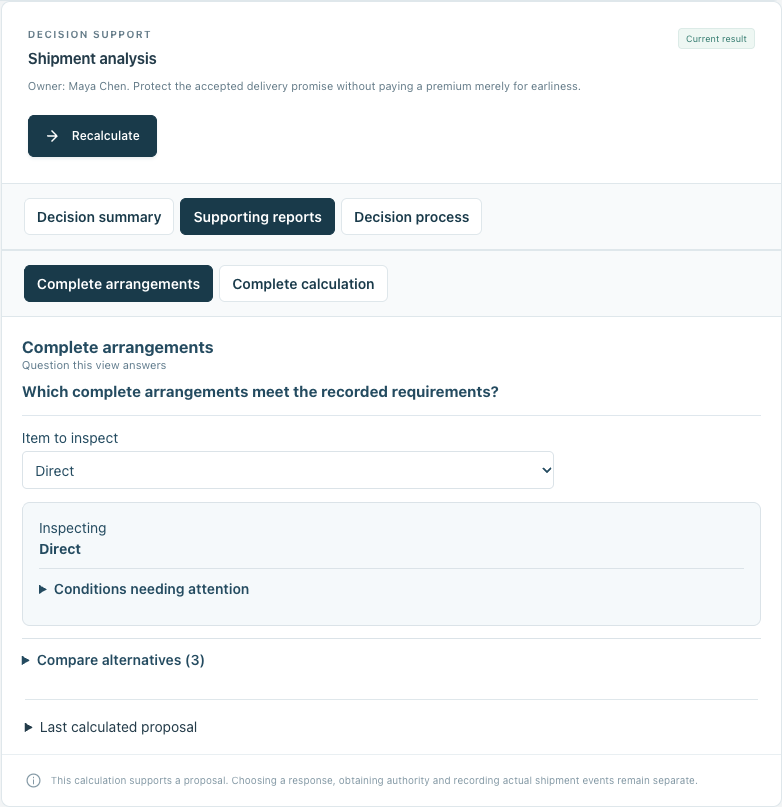 DECISION SUPPORT
Current result
Shipment analysis
Owner: Maya Chen. Protect the accepted delivery promise without paying a premium merely for earliness.
Recalculate
Decision summary
Supporting reports
Decision process
Complete arrangements
Complete calculation
Complete arrangements
Question this view answers
Which complete arrangements meet the recorded requirements?
Item to inspect
Direct
Inspecting
Direct
Conditions needing attention
Compare alternatives (3)
Last calculated proposal
This calculation supports a proposal. Choosing a response, obtaining authority and recording actual shipment events remain separate.